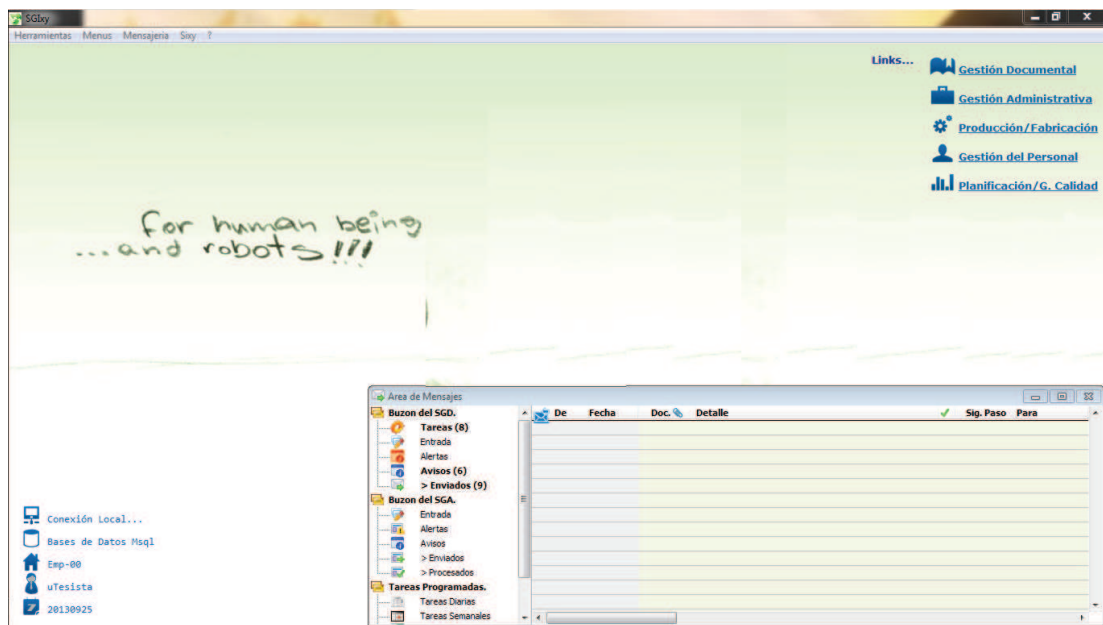 SGIxy
Herramientas Menus Mensajeria Sixy ?
Links...
Gestión Documental
Gestión Administrativa
Producción/Fabricación
Gestión del Personal
Planificación/G. Calidad
for human being
...and robots!!!
Area de Mensajes
Buzon del SGD.
Tareas (8)
Entrada
Alertas
Avisos (6)
> Enviados (9)
Buzon del SGA.
Entrada
Alertas
Avisos
> Enviados
> Procesados
Tareas Programadas.
Tareas Diarias
Tareas Semanales
De Fecha Doc. Detalle Sig. Paso Para
Conexión Local...
Bases de Datos Msql
Emp-00
uTesista
20130925